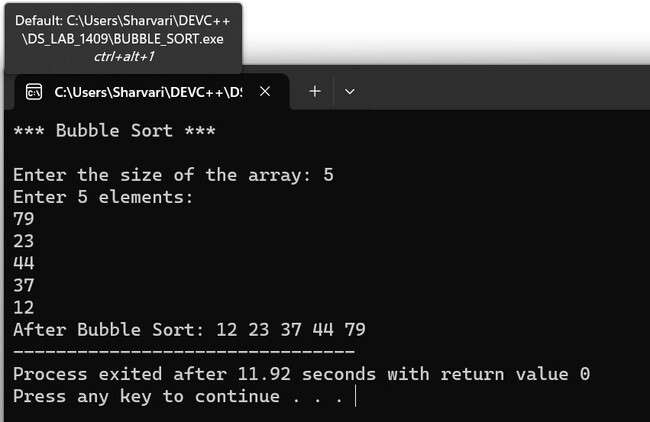 Default: C:\Users\Sharvari\DEVC++
\DS_LAB_1409\BUBBLE_SORT.exe
ctrl+alt+1
C:\Users\Sharvari\DEVC++\DS
*** Bubble Sort ***
Enter the size of the array: 5
Enter 5 elements:
79
23
44
37
12
After Bubble Sort: 12 23 37 44 79
--------------------------------
Process exited after 11.92 seconds with return value 0
Press any key to continue . . .